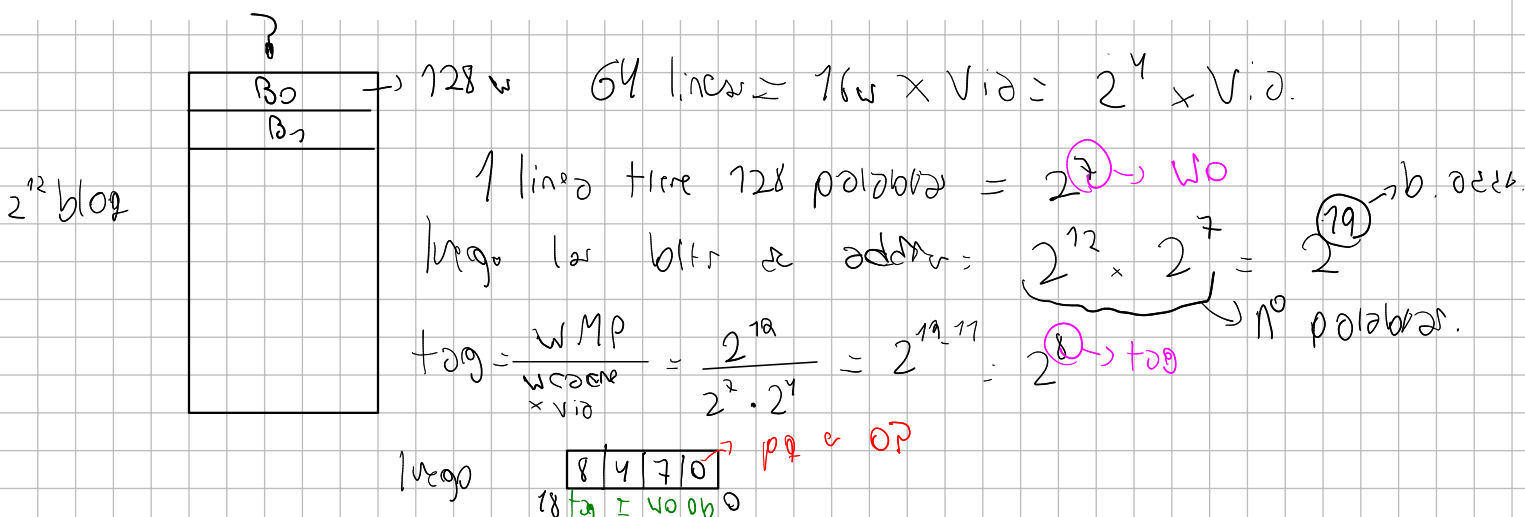 ?
B0 → 128 w 64 lineas = 16w x Via = 2^4 x Via.
B1
1 linea tiene 128 palabras = 2^7 → WO
2^12 bloq
luego las bits de addr = 2^12 x 2^7 = 2^19 → b.
nº palabras.
tag = WMP / wcache x via = 2^19 / 2^7 · 2^4 = 2^19-11 = 2^8 → tag
luego 8 4 7 0 → pq e OP
18 tag I WO OB 0